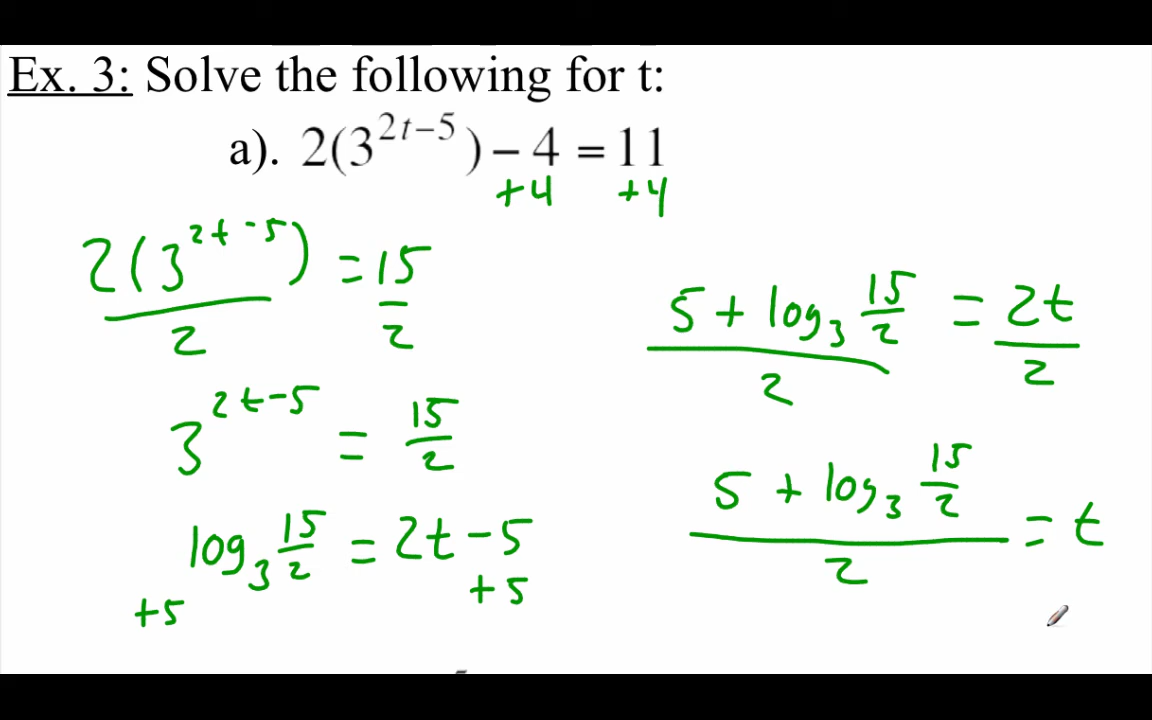 Ex. 3: Solve the following for t:
a). 2(3^{2t-5}) - 4 = 11
+4 +4
2(3^{2t-5}) = 15
2 2
3^{2t-5} = 15/2
log_3 15/2 = 2t - 5
+5 +5
5 + log_3 15/2 = 2t
2 2
5 + log_3 15/2 = t
2